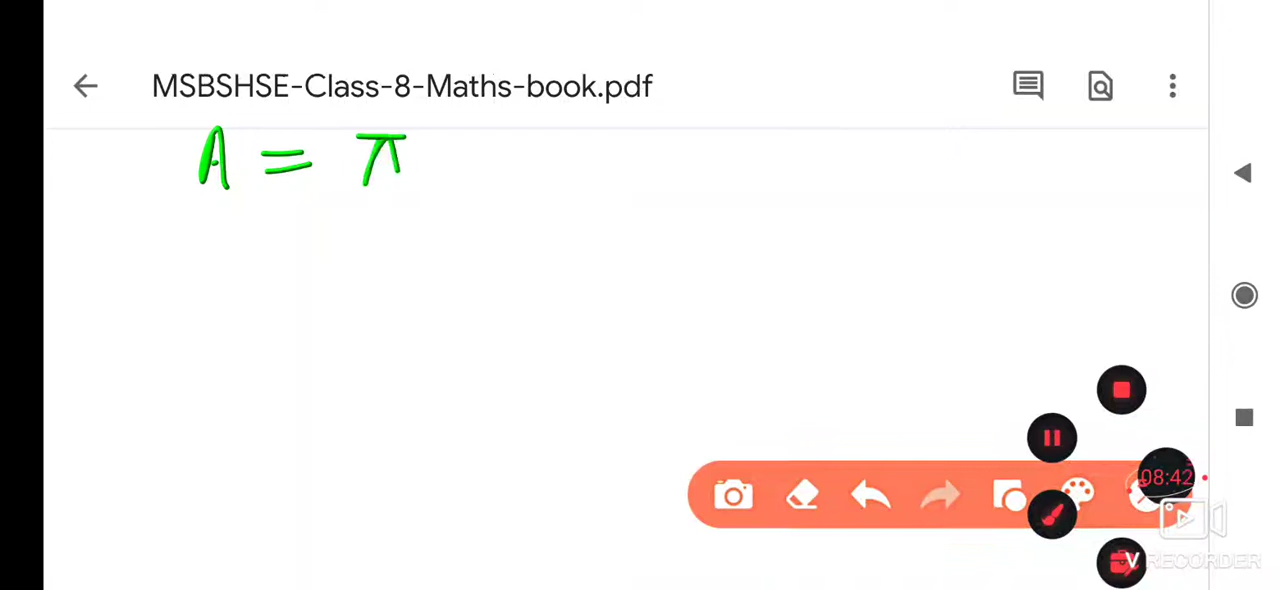 MSBSHSE-Class-8-Maths-book.pdf
A = π
08:42
V RECORDER